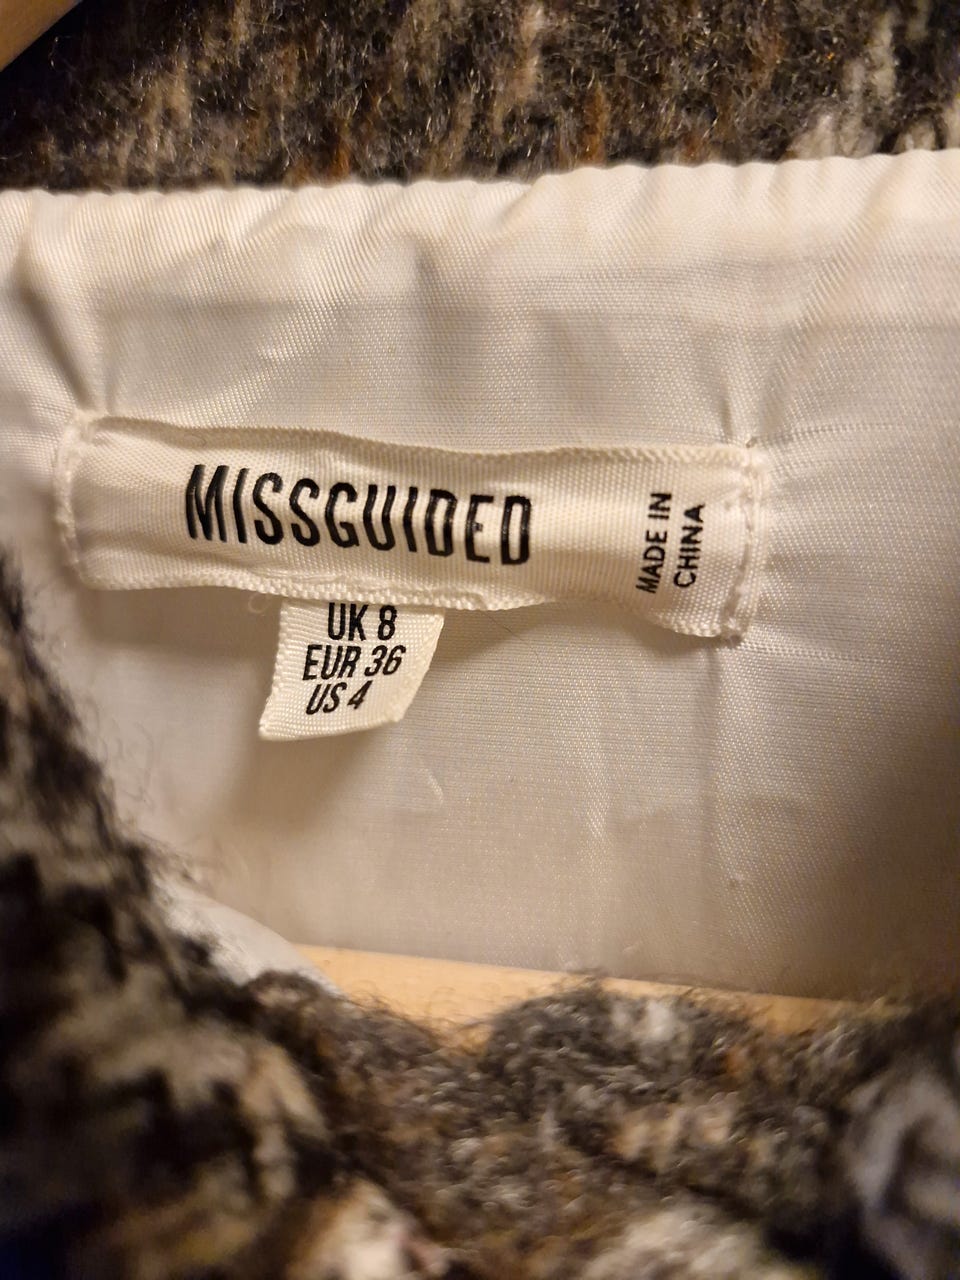 MISSGUIDED
MADE IN
CHINA
UK 8
EUR 36
US 4